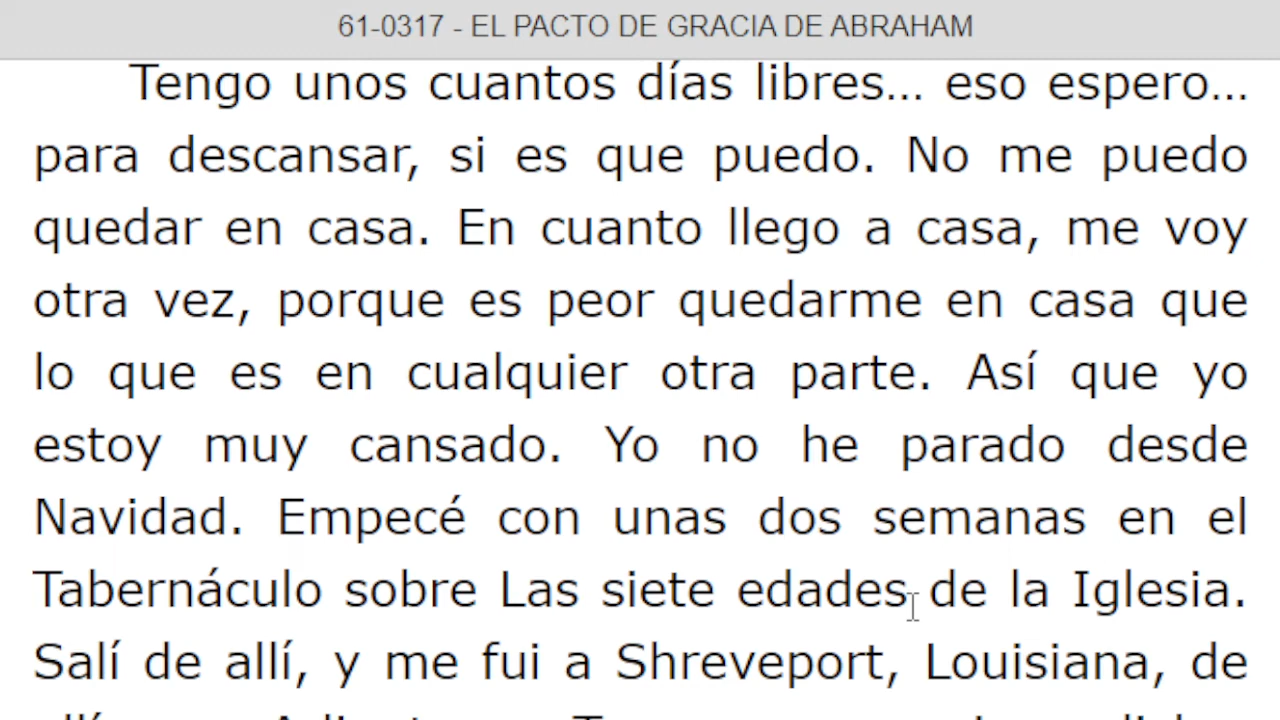 61-0317 - EL PACTO DE GRACIA DE ABRAHAM
Tengo unos cuantos días libres… eso espero…
para descansar, si es que puedo. No me puedo
quedar en casa. En cuanto llego a casa, me voy
otra vez, porque es peor quedarme en casa que
lo que es en cualquier otra parte. Así que yo
estoy muy cansado. Yo no he parado desde
Navidad. Empecé con unas dos semanas en el
Tabernáculo sobre Las siete edades de la Iglesia.
Salí de allí, y me fui a Shreveport, Louisiana, de